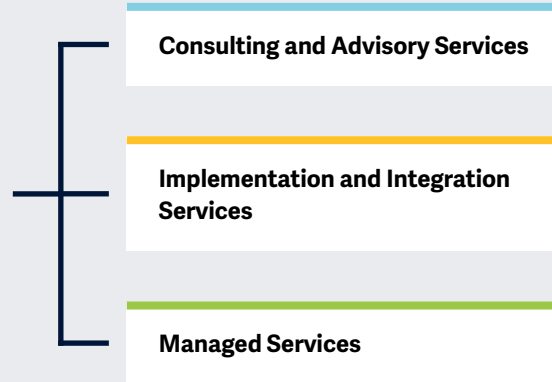 Consulting and Advisory Services
Implementation and Integration
Services
Managed Services